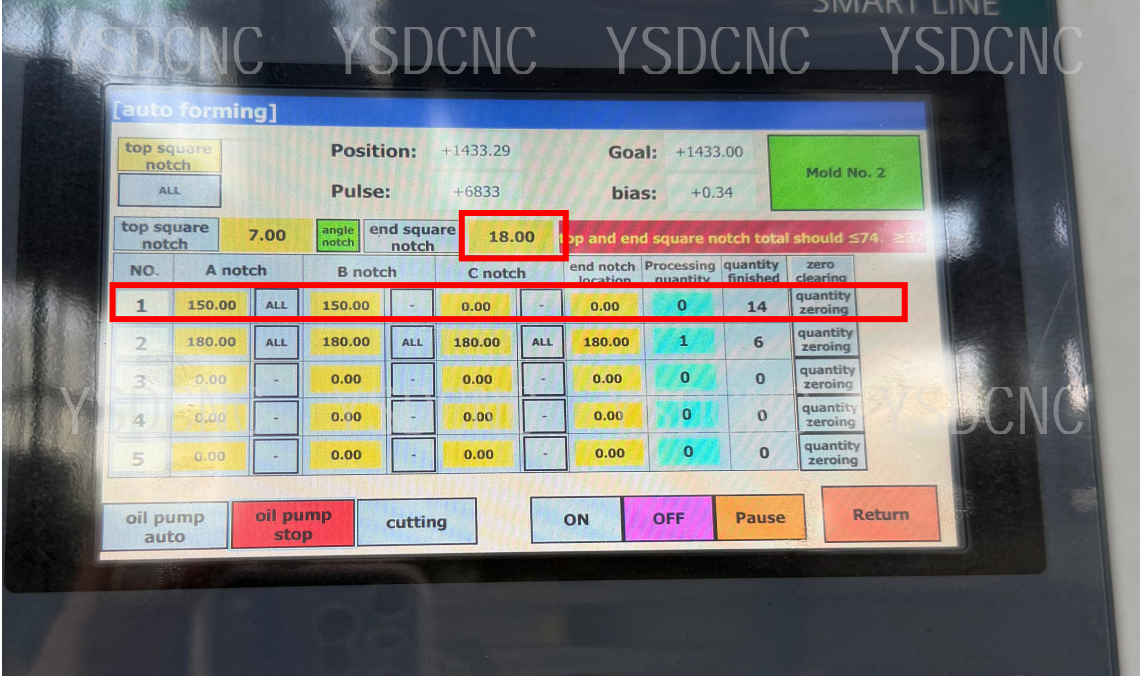 SMART LINE
YSDCNC YSDCNC YSDCNC YSDCNC
[auto forming]
top square notch Position: +1433.29 Goal: +1433.00 Mold No. 2
ALL Pulse: +6833 bias: +0.34
top square notch 7.00 angle notch end square notch 18.00 top and end square notch total should ≤74. ≥37
NO. A notch B notch C notch end notch location Processing quantity quantity finished zero clearing
1 150.00 ALL 150.00 - 0.00 - 0.00 0 14 quantity zeroing
2 180.00 ALL 180.00 ALL 180.00 ALL 180.00 1 6 quantity zeroing
3 0.00 - 0.00 - 0.00 - 0.00 0 0 quantity zeroing
4 0.00 - 0.00 - 0.00 - 0.00 0 0 quantity zeroing
YSDCNC YSDCNC YSDCNC YSDCNC
5 0.00 - 0.00 - 0.00 - 0.00 0 0 quantity zeroing
oil pump auto oil pump stop cutting ON OFF Pause Return